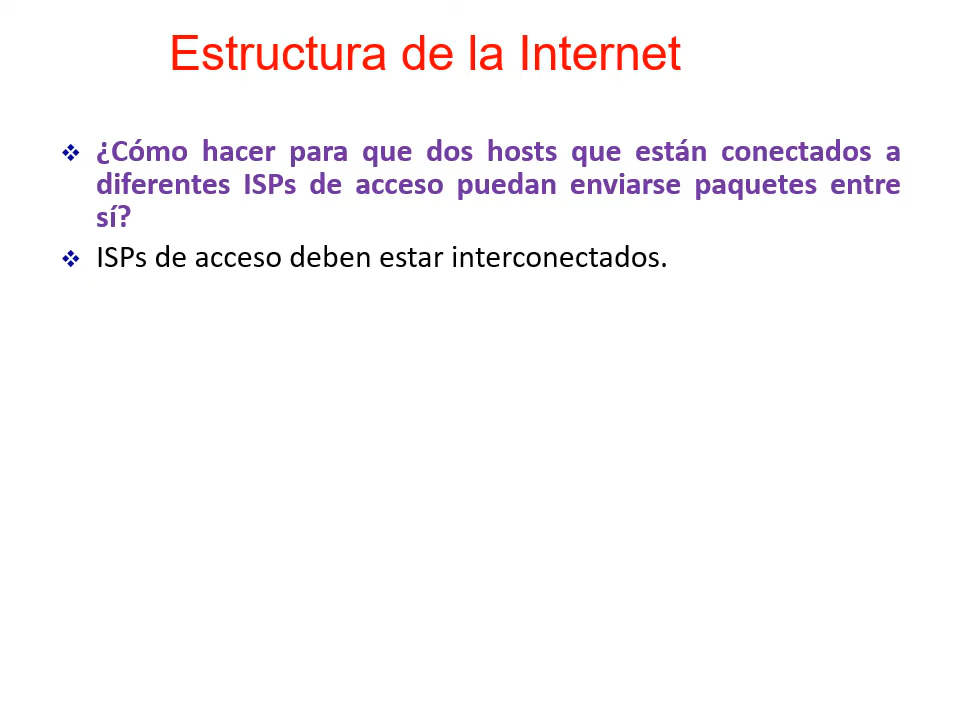 Estructura de la Internet
¿Cómo hacer para que dos hosts que están conectados a
diferentes ISPs de acceso puedan enviarse paquetes entre
sí?
ISPs de acceso deben estar interconectados.